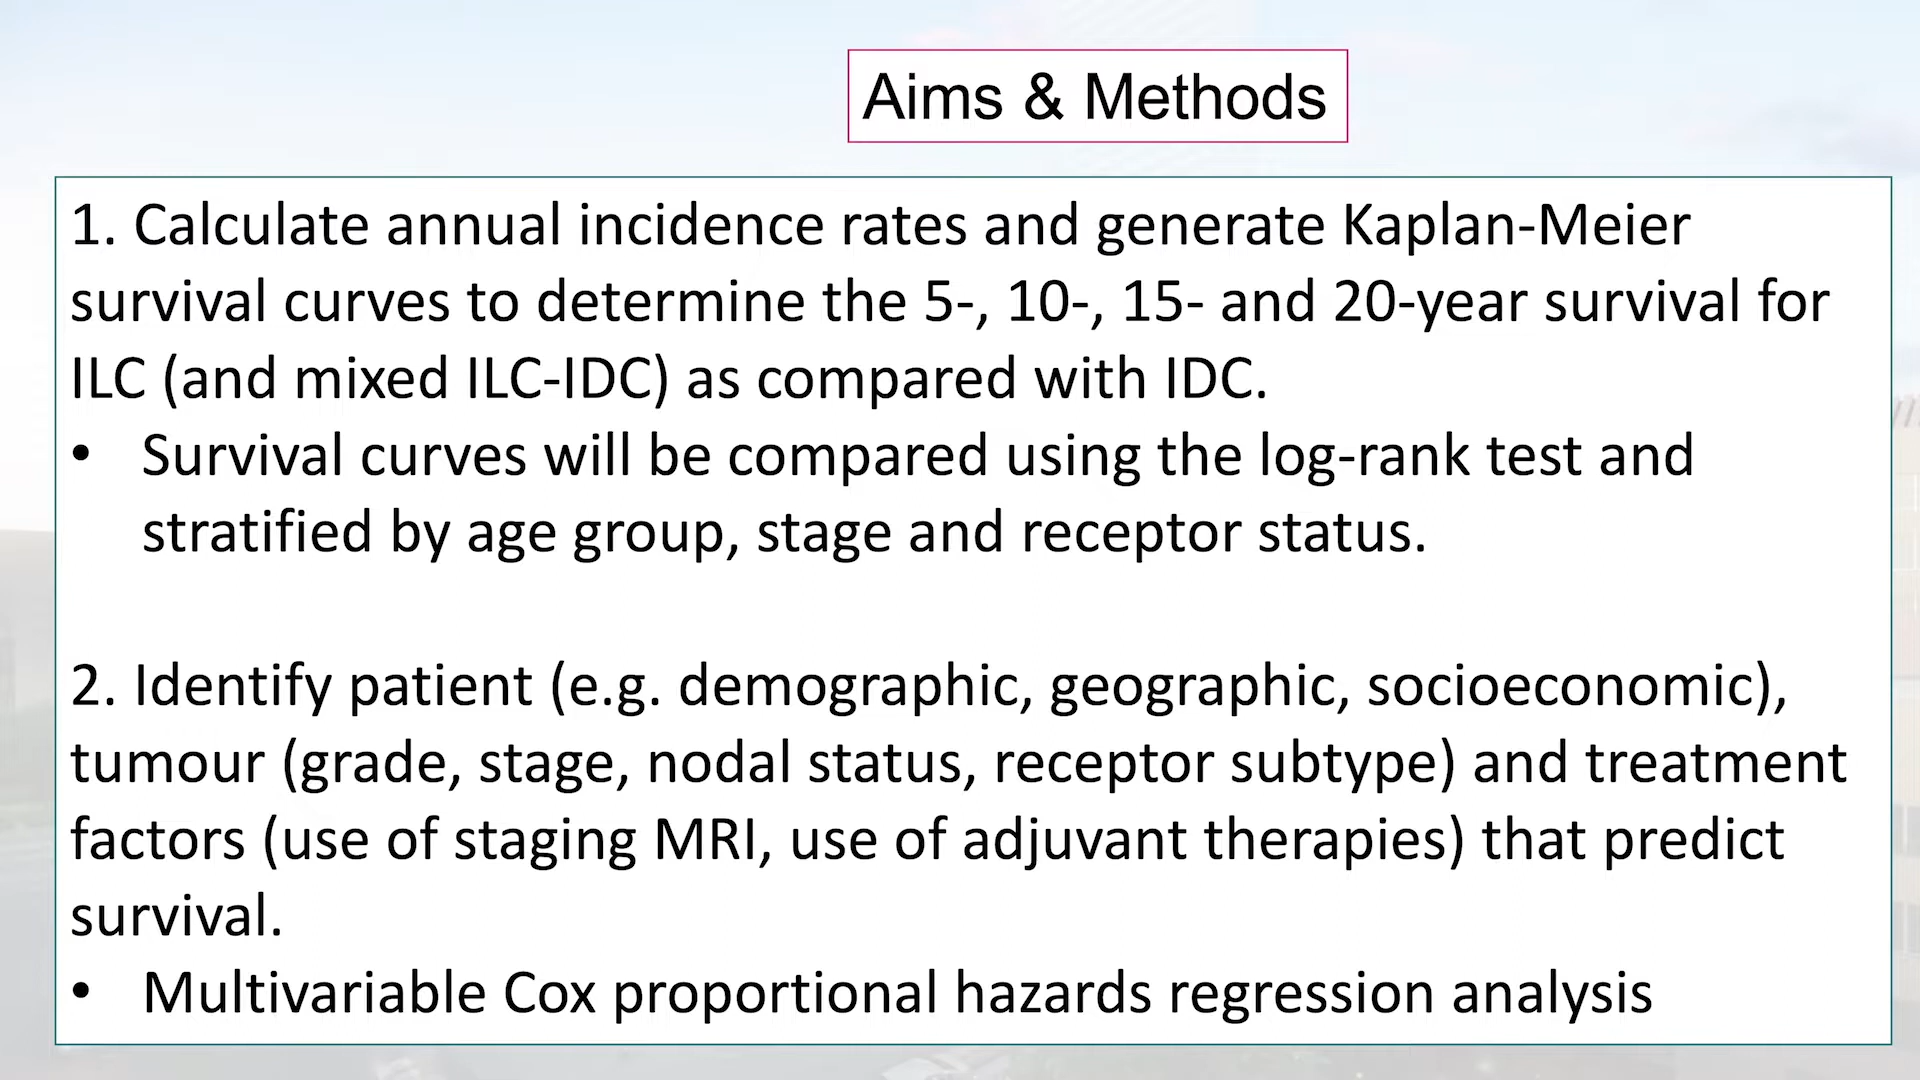 Aims & Methods
1. Calculate annual incidence rates and generate Kaplan-Meier
survival curves to determine the 5-, 10-, 15- and 20-year survival for
ILC (and mixed ILC-IDC) as compared with IDC.
• Survival curves will be compared using the log-rank test and
stratified by age group, stage and receptor status.
2. Identify patient (e.g. demographic, geographic, socioeconomic),
tumour (grade, stage, nodal status, receptor subtype) and treatment
factors (use of staging MRI, use of adjuvant therapies) that predict
survival.
• Multivariable Cox proportional hazards regression analysis